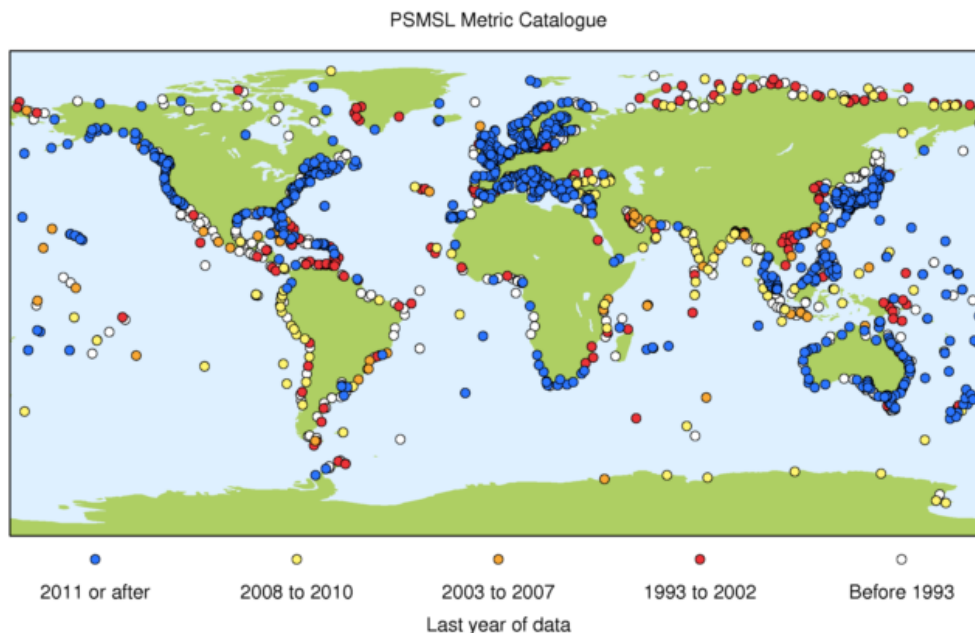 PSMSL Metric Catalogue
2011 or after
2008 to 2010
2003 to 2007
1993 to 2002
Before 1993
Last year of data